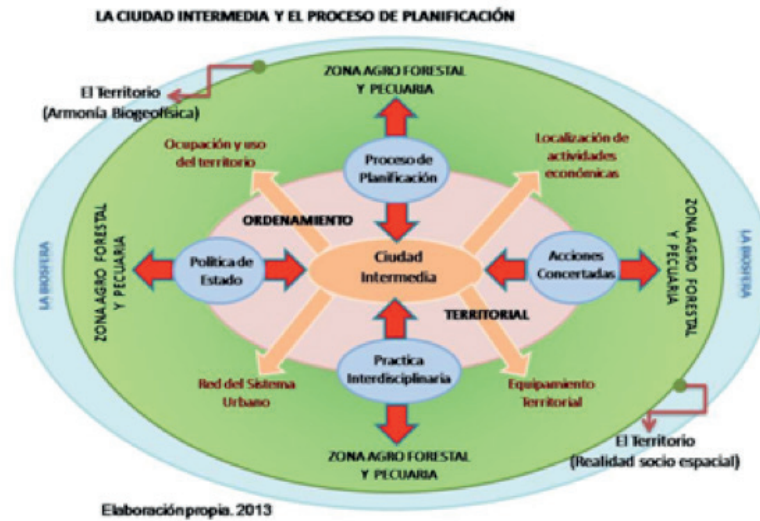 LA CIUDAD INTERMEDIA Y EL PROCESO DE PLANIFICACIÓN
ZONA AGRO FORESTAL
Y PECUARIA
El Territorio
(Armonía Biogeofísica)
Ocupación y uso
del territorio
Proceso de
Planificación
Localización de
actividades
económicas
ORDENAMIENTO
LA BIOSFERA
ZONA AGRO FORESTAL
Y PECUARIA
Política de
Estado
Ciudad
Intermedia
Acciones
Concertadas
ZONA AGRO FORESTAL
Y PECUARIA
LA BIOSFERA
TERRITORIAL
Practica
Interdisciplinaria
Red del Sistema
Urbano
Equipamiento
Territorial
ZONA AGRO FORESTAL
Y PECUARIA
El Territorio
(Realidad socio espacial)
Elaboración propia. 2013